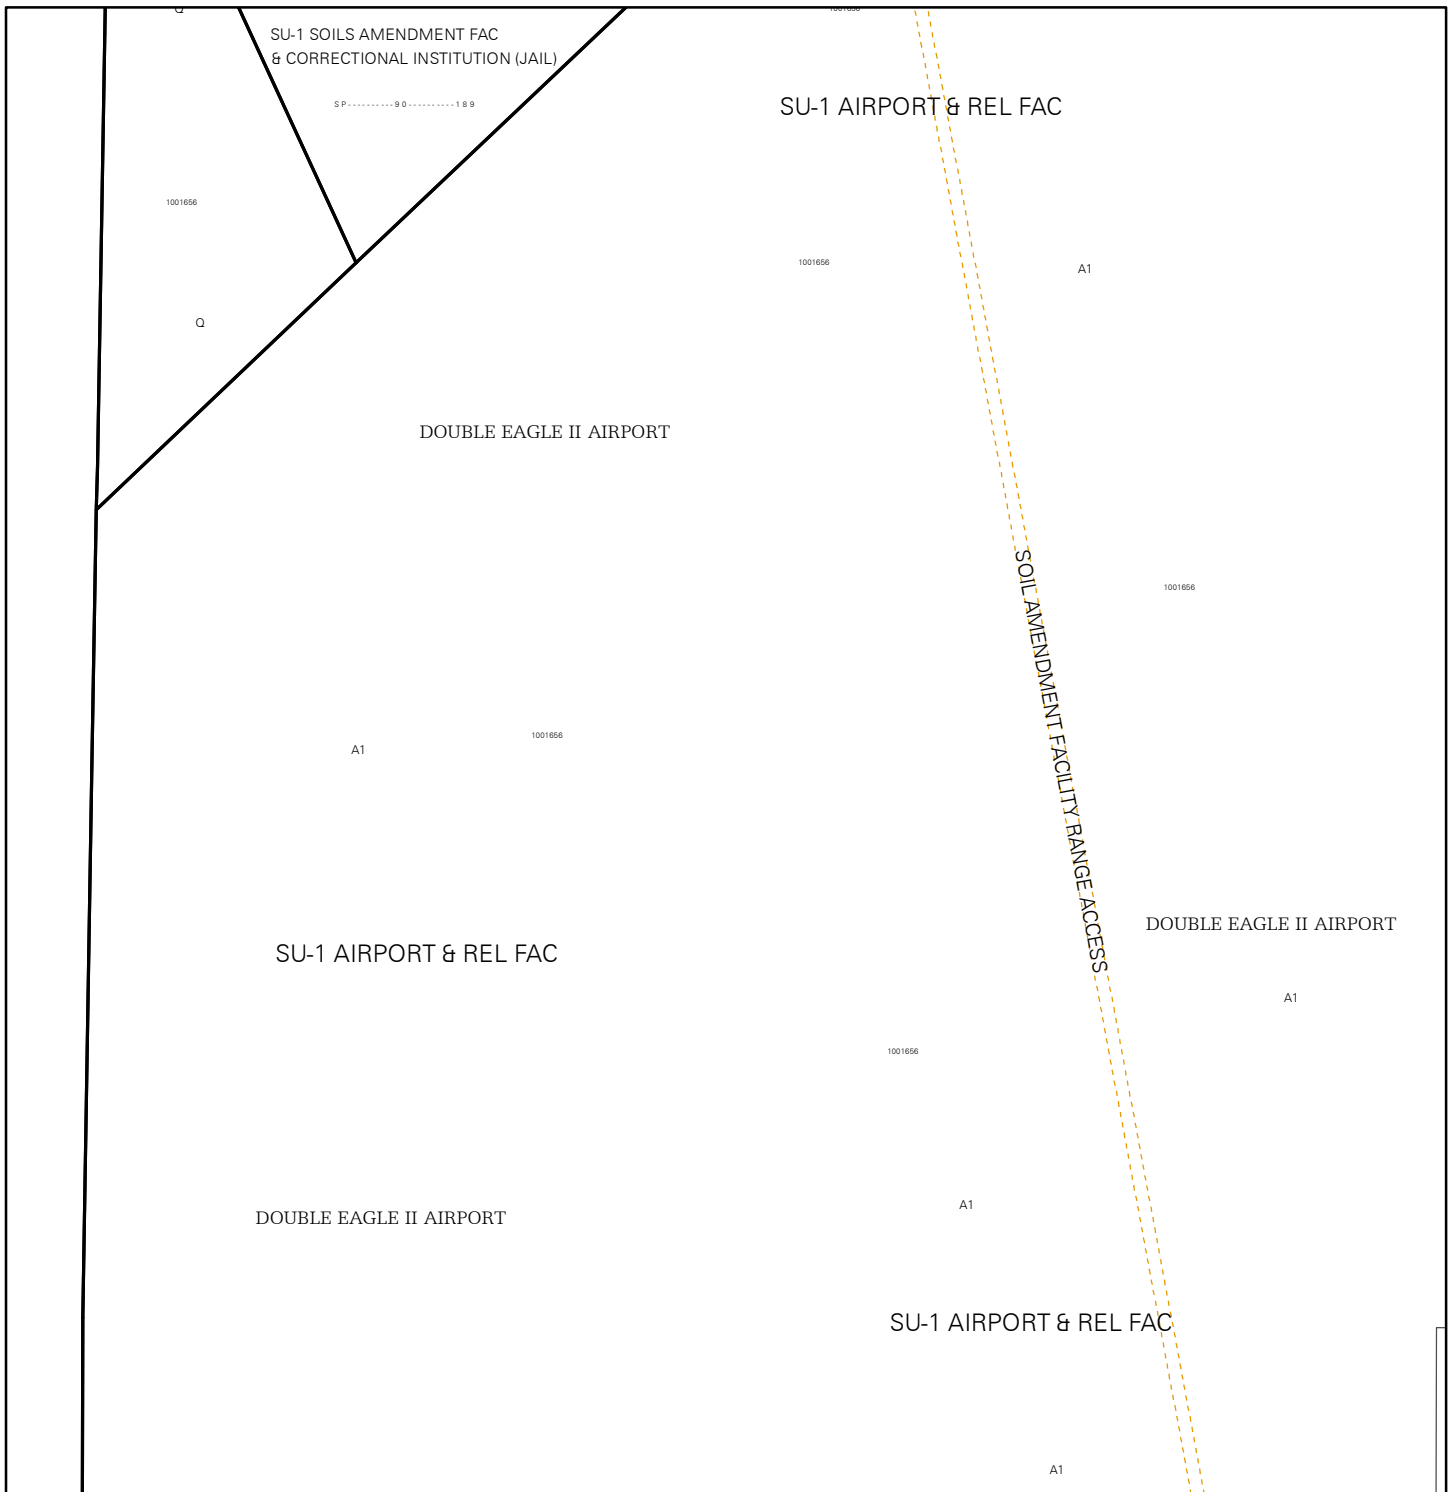 Q
1001656
SU-1 SOILS AMENDMENT FAC
& CORRECTIONAL INSTITUTION (JAIL)
SP----------90----------189
SU-1 AIRPORT & REL FAC
1001656
1001656
A1
Q
DOUBLE EAGLE II AIRPORT
SOIL AMENDMENT FACILITY RANGE ACCESS
1001656
1001656
A1
DOUBLE EAGLE II AIRPORT
SU-1 AIRPORT & REL FAC
A1
1001656
A1
DOUBLE EAGLE II AIRPORT
SU-1 AIRPORT & REL FAC
A1